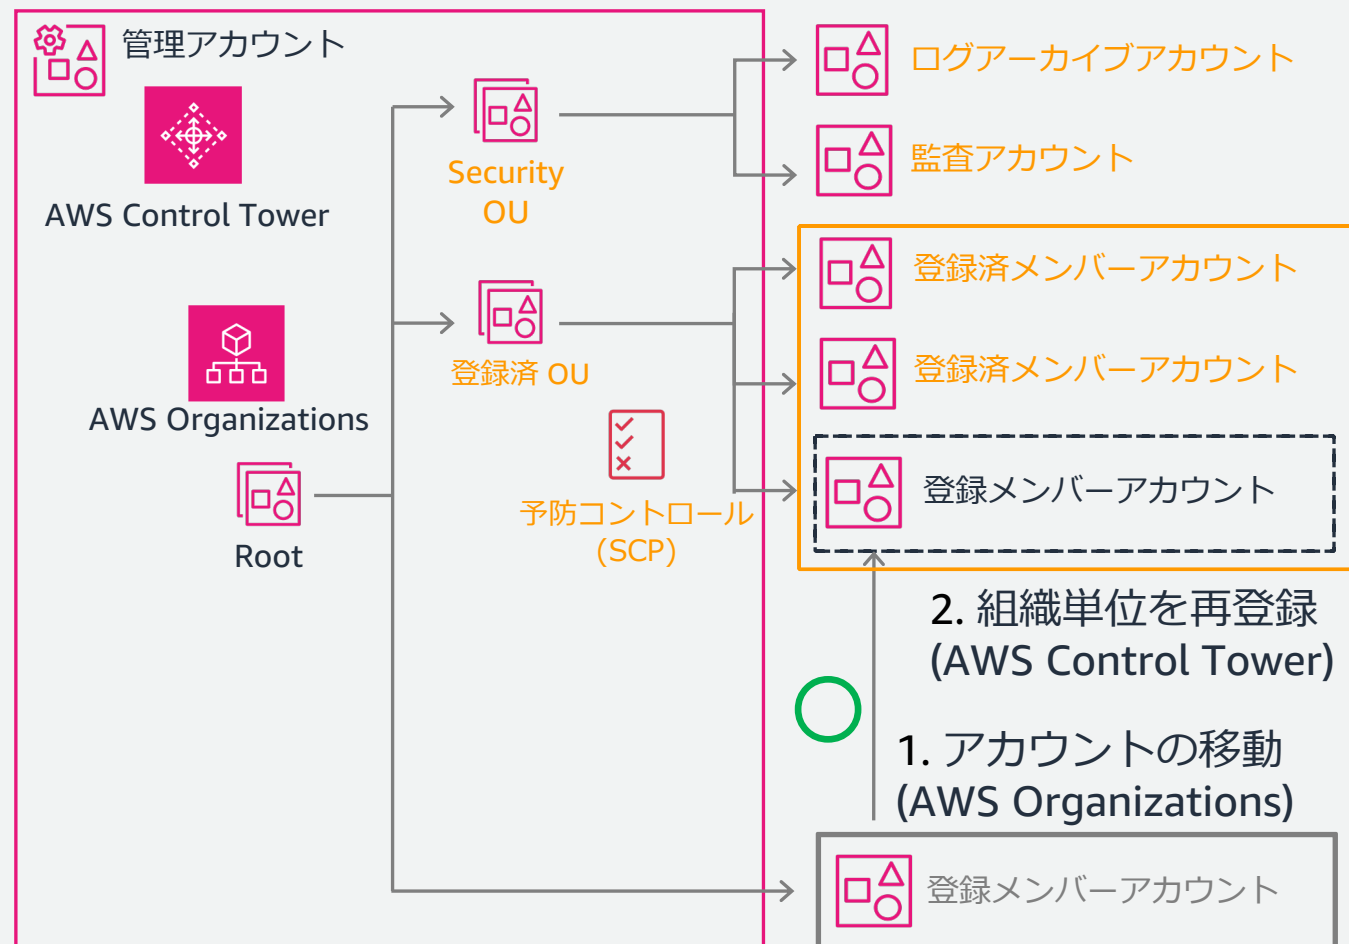 管理アカウント
AWS Control Tower
AWS Organizations
Root
Security
OU
登録済 OU
予防コントロール
(SCP)
ログアーカイブアカウント
監査アカウント
登録済メンバーアカウント
登録済メンバーアカウント
登録メンバーアカウント
2. 組織単位を再登録
(AWS Control Tower)
1. アカウントの移動
(AWS Organizations)
登録メンバーアカウント